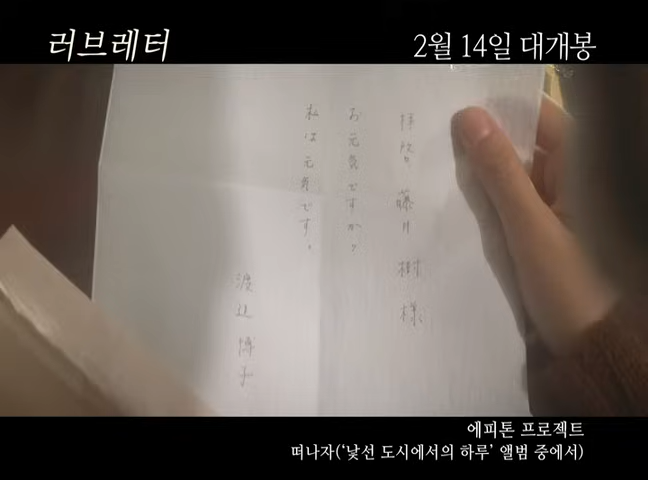 러브레터
2월 14일 대개봉
拝啓 藤井 樹 様
お元気ですか?
私は元気です。
渡辺 博子
에피톤 프로젝트
떠나자(‘낯선 도시에서의 하루’ 앨범 중에서)